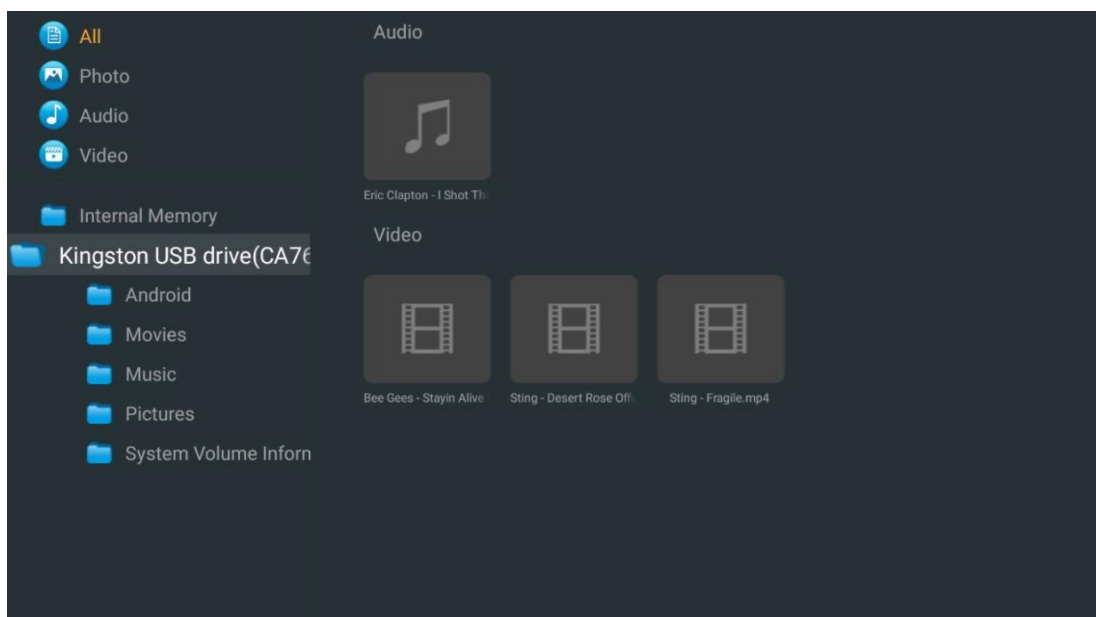 All
Photo
Audio
Video
Internal Memory
Kingston USB drive(CA76
Android
Movies
Music
Pictures
System Volume Inforn
Audio
Eric Clapton - I Shot Th
Video
Bee Gees - Stayin Alive
Sting - Desert Rose Offi
Sting - Fragile.mp4